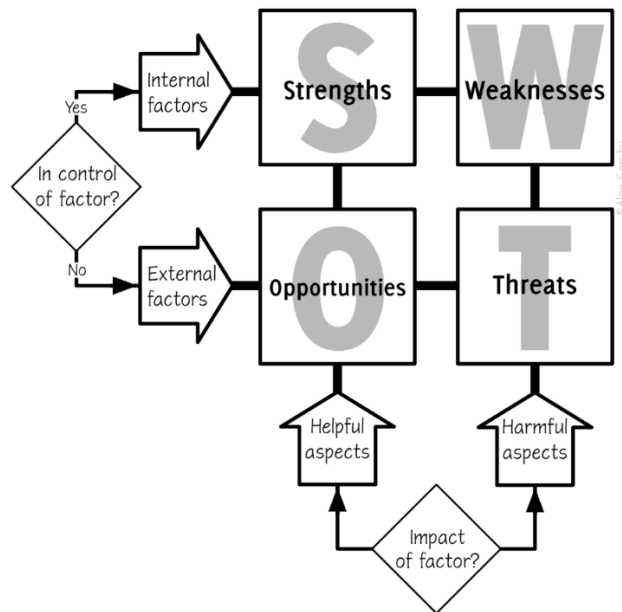 S
W
Internal
factors
Strengths
Weaknesses
Yes
In control
of factor?
No
O
T
External
factors
Opportunities
Threats
Helpful
aspects
Harmful
aspects
Impact
of factor?